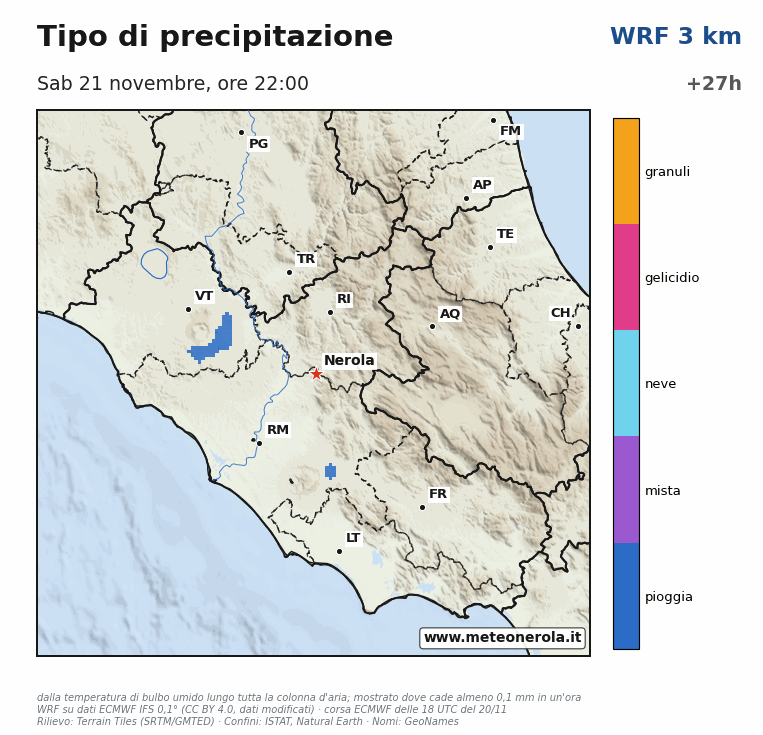 Tipo di precipitazione
WRF 3 km
Sab 21 novembre, ore 22:00
+27h
FM
PG
AP
TE
TR
VT
RI
AQ
CH
Nerola
RM
FR
LT
www.meteonerola.it
granuli
gelicidio
neve
mista
pioggia
dalla temperatura di bulbo umido lungo tutta la colonna d'aria; mostrato dove cade almeno 0,1 mm in un'ora
WRF su dati ECMWF IFS 0,1° (CC BY 4.0, dati modificati) · corsa ECMWF delle 18 UTC del 20/11
Rilievo: Terrain Tiles (SRTM/GMTED) · Confini: ISTAT, Natural Earth · Nomi: GeoNames